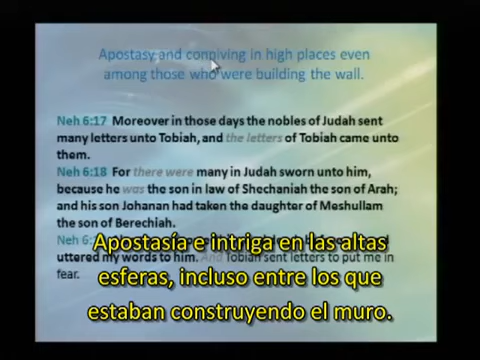 Apostasy and conniving in high places even
among those who were building the wall.
Neh 6:17 Moreover in those days the nobles of Judah sent
many letters unto Tobiah, and the letters of Tobiah came unto
them.
Neh 6:18 For there were many in Judah sworn unto him,
because he was the son in law of Shechaniah the son of Arah;
and his son Johanan had taken the daughter of Meshullam
the son of Berechiah.
Neh 6:
uttered my words to him. And Tobiah sent letters to put me in
fear.
Apostasía e intriga en las altas
esferas, incluso entre los que
estaban construyendo el muro.